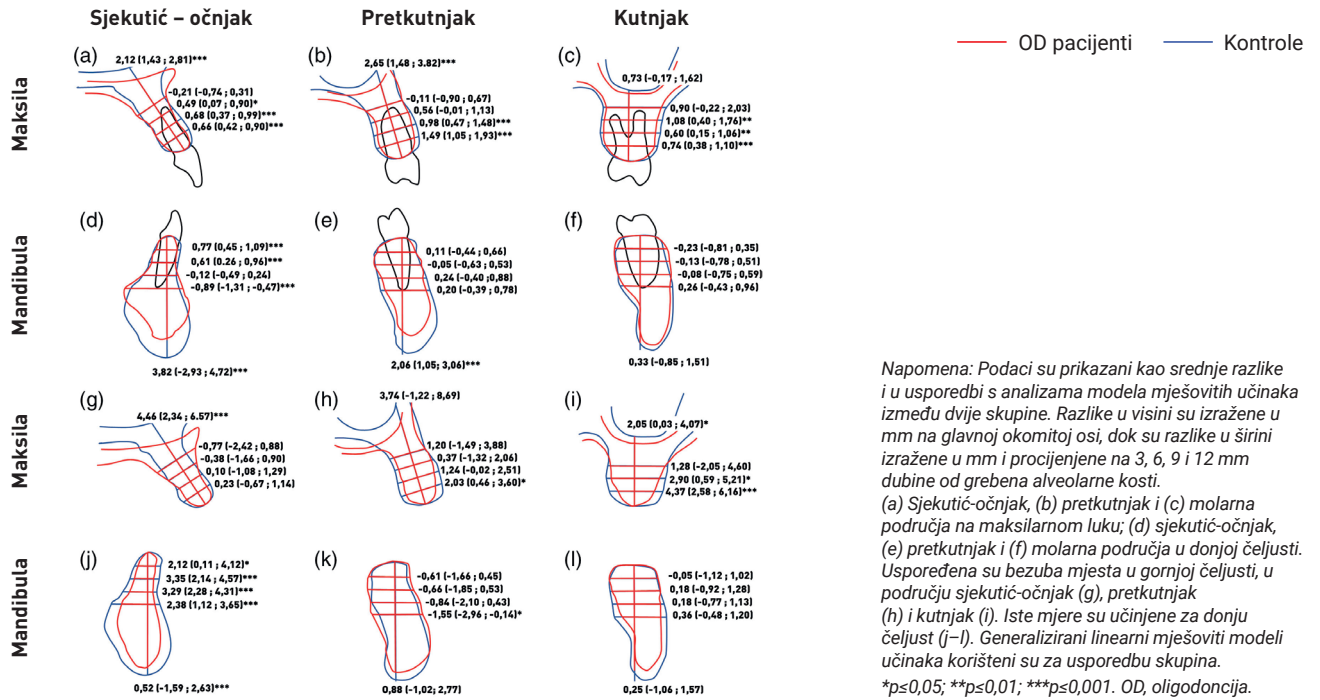 Sjekutić – očnjak
Pretkutnjak
Kutnjak
OD pacijenti
Kontrole
Maksila
(a)
2,12 (1,43 ; 2,81)***
-0,21 (-0,74 ; 0,31)
0,49 (0,07 ; 0,90)*
0,68 (0,37 ; 0,99)***
0,66 (0,42 ; 0,90)***
(b)
2,65 (1,48 ; 3.82)***
-0,11 (-0,90 ; 0,67)
0,56 (-0,01 ; 1,13)
0,98 (0,47 ; 1,48)***
1,49 (1,05 ; 1,93)***
(c)
0,73 (-0,17 ; 1,62)
0,90 (-0,22 ; 2,03)
1,08 (0,40 ; 1,76)**
0,60 (0,15 ; 1,06)**
0,74 (0,38 ; 1,10)***
Mandibula
(d)
0,77 (0,45 ; 1,09)***
0,61 (0.26 ; 0,96)***
-0,12 (-0,49 ; 0,24)
-0,89 (-1,31 ; -0,47)***
3,82 (-2,93 ; 4,72)***
(e)
0,11 (-0,44 ; 0,66)
-0,05 (-0,63 ; 0,53)
0,24 (-0,40 ;0,88)
0,20 (-0,39 ; 0,78)
2,06 (1,05; 3,06)***
(f)
-0,23 (-0,81 ; 0,35)
-0,13 (-0,78 ; 0,51)
-0,08 (-0,75 ; 0,59)
0,26 (-0,43 ; 0,96)
0,33 (-0,85 ; 1,51)
Maksila
(g)
4,46 (2,34 ; 6.57)***
-0,77 (-2,42 ; 0,88)
-0,38 (-1,66 ; 0,90)
0,10 (-1,08 ; 1,29)
0,23 (-0,67 ; 1,14)
(h)
3,74 (-1,22 ; 8,69)
1,20 (-1,49 ; 3,88)
0,37 (-1,32 ; 2,06)
1,24 (-0,02 ; 2,51)
2,03 (0,46 ; 3,60)*
(i)
2,05 (0,03 ; 4,07)*
1,28 (-2,05 ; 4,60)
2,90 (0,59 ; 5,21)*
4,37 (2,58 ; 6,16)***
Mandibula
(j)
2,12 (0,11 ; 4,12)*
3,35 (2,14 ; 4,57)***
3,29 (2,28 ; 4,31)***
2,38 (1,12 ; 3,65)***
0,52 (-1,59 ; 2,63)***
(k)
-0,61 (-1,66 ; 0,45)
-0,66 (-1,85 ; 0,53)
-0,84 (-2,10 ; 0,43)
-1,55 (-2,96 ; -0,14)*
0,88 (-1,02; 2,77)
(l)
-0,05 (-1,12 ; 1,02)
0,18 (-0,92 ; 1,28)
0,18 (-0,77 ; 1,13)
0,36 (-0,48 ; 1,20)
0,25 (-1,06 ; 1,57)
Napomena: Podaci su prikazani kao srednje razlike
i u usporedbi s analizama modela mješovitih učinaka
između dvije skupine. Razlike u visini su izražene u
mm na glavnoj okomitoj osi, dok su razlike u širini
izražene u mm i procijenjene na 3, 6, 9 i 12 mm
dubine od grebena alveolarne kosti.
(a) Sjekutić-očnjak, (b) pretkutnjak i (c) molarna
područja na maksilarnom luku; (d) sjekutić-očnjak,
(e) pretkutnjak i (f) molarna područja u donjoj čeljusti.
Uspoređena su bezuba mjesta u gornjoj čeljusti, u
području sjekutić-očnjak (g), pretkutnjak
(h) i kutnjak (i). Iste mjere su učinjene za donju
čeljust (j–l). Generalizirani linearni mješoviti modeli
učinaka korišteni su za usporedbu skupina.
*p≤0,05; **p≤0,01; ***p≤0,001. OD, oligodoncija.